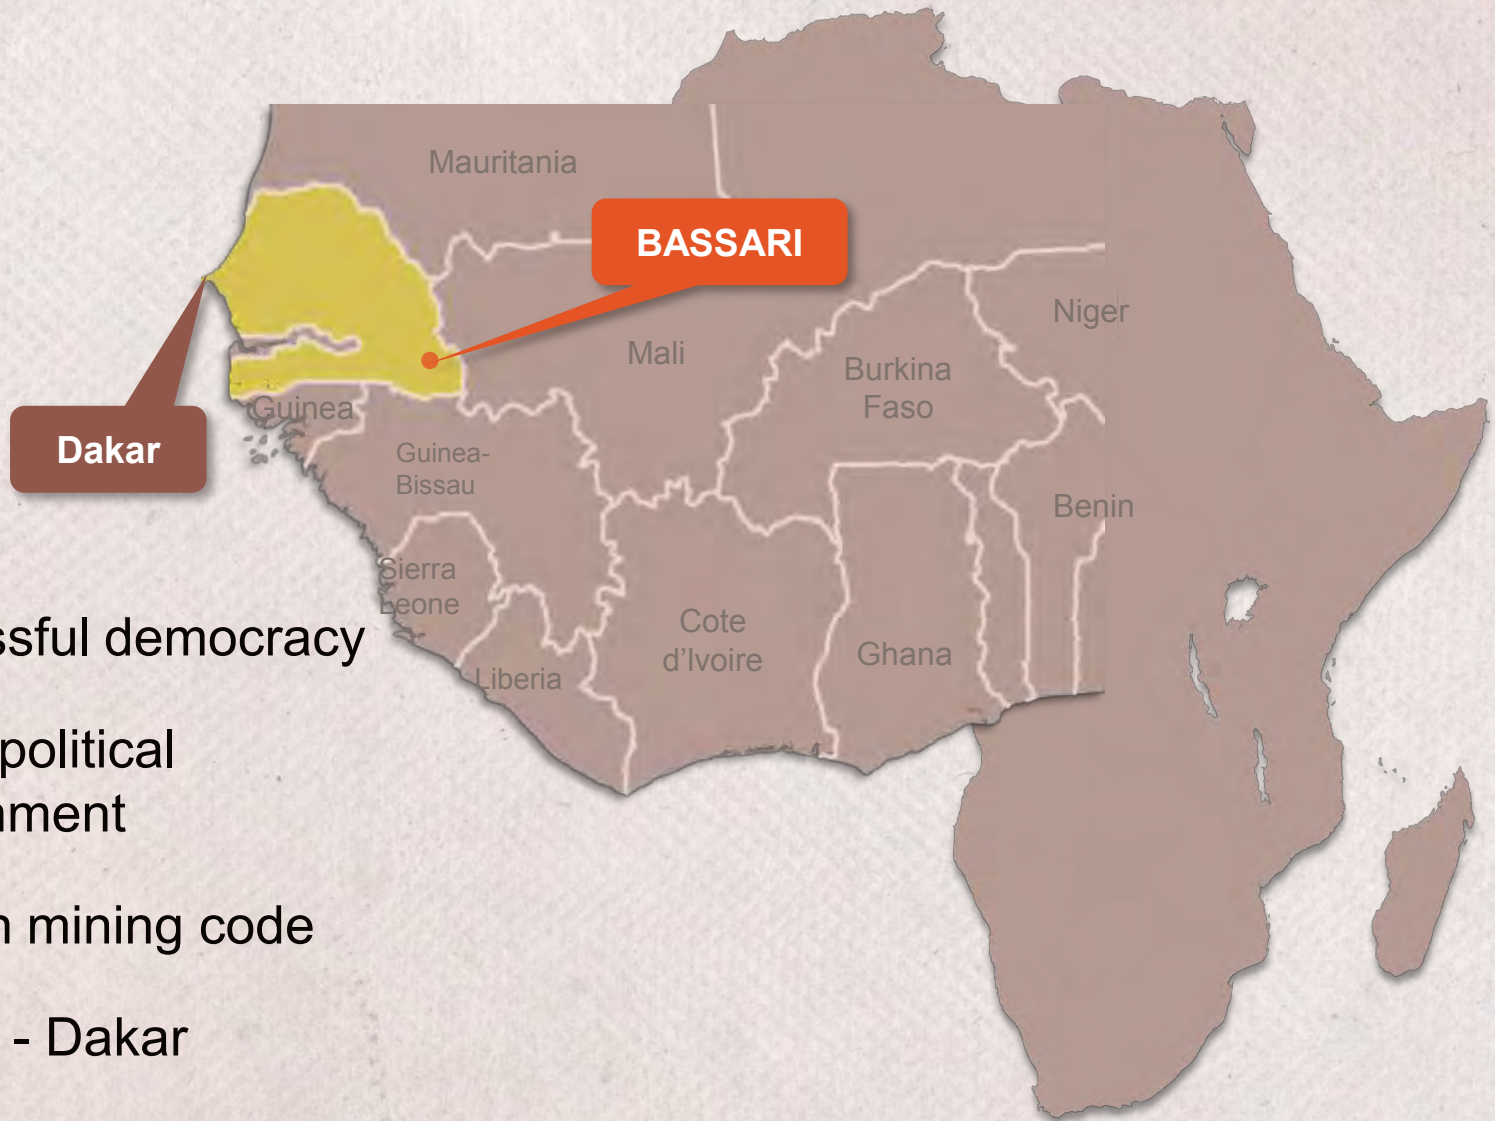 Mauritania
BASSARI
Niger
Mali
Burkina
Faso
Guinea
Dakar
Guinea-
Bissau
Benin
Sierra
Leone
Cote
d'Ivoire
Ghana
Liberia
ssful democracy
political
nment
n mining code
- Dakar